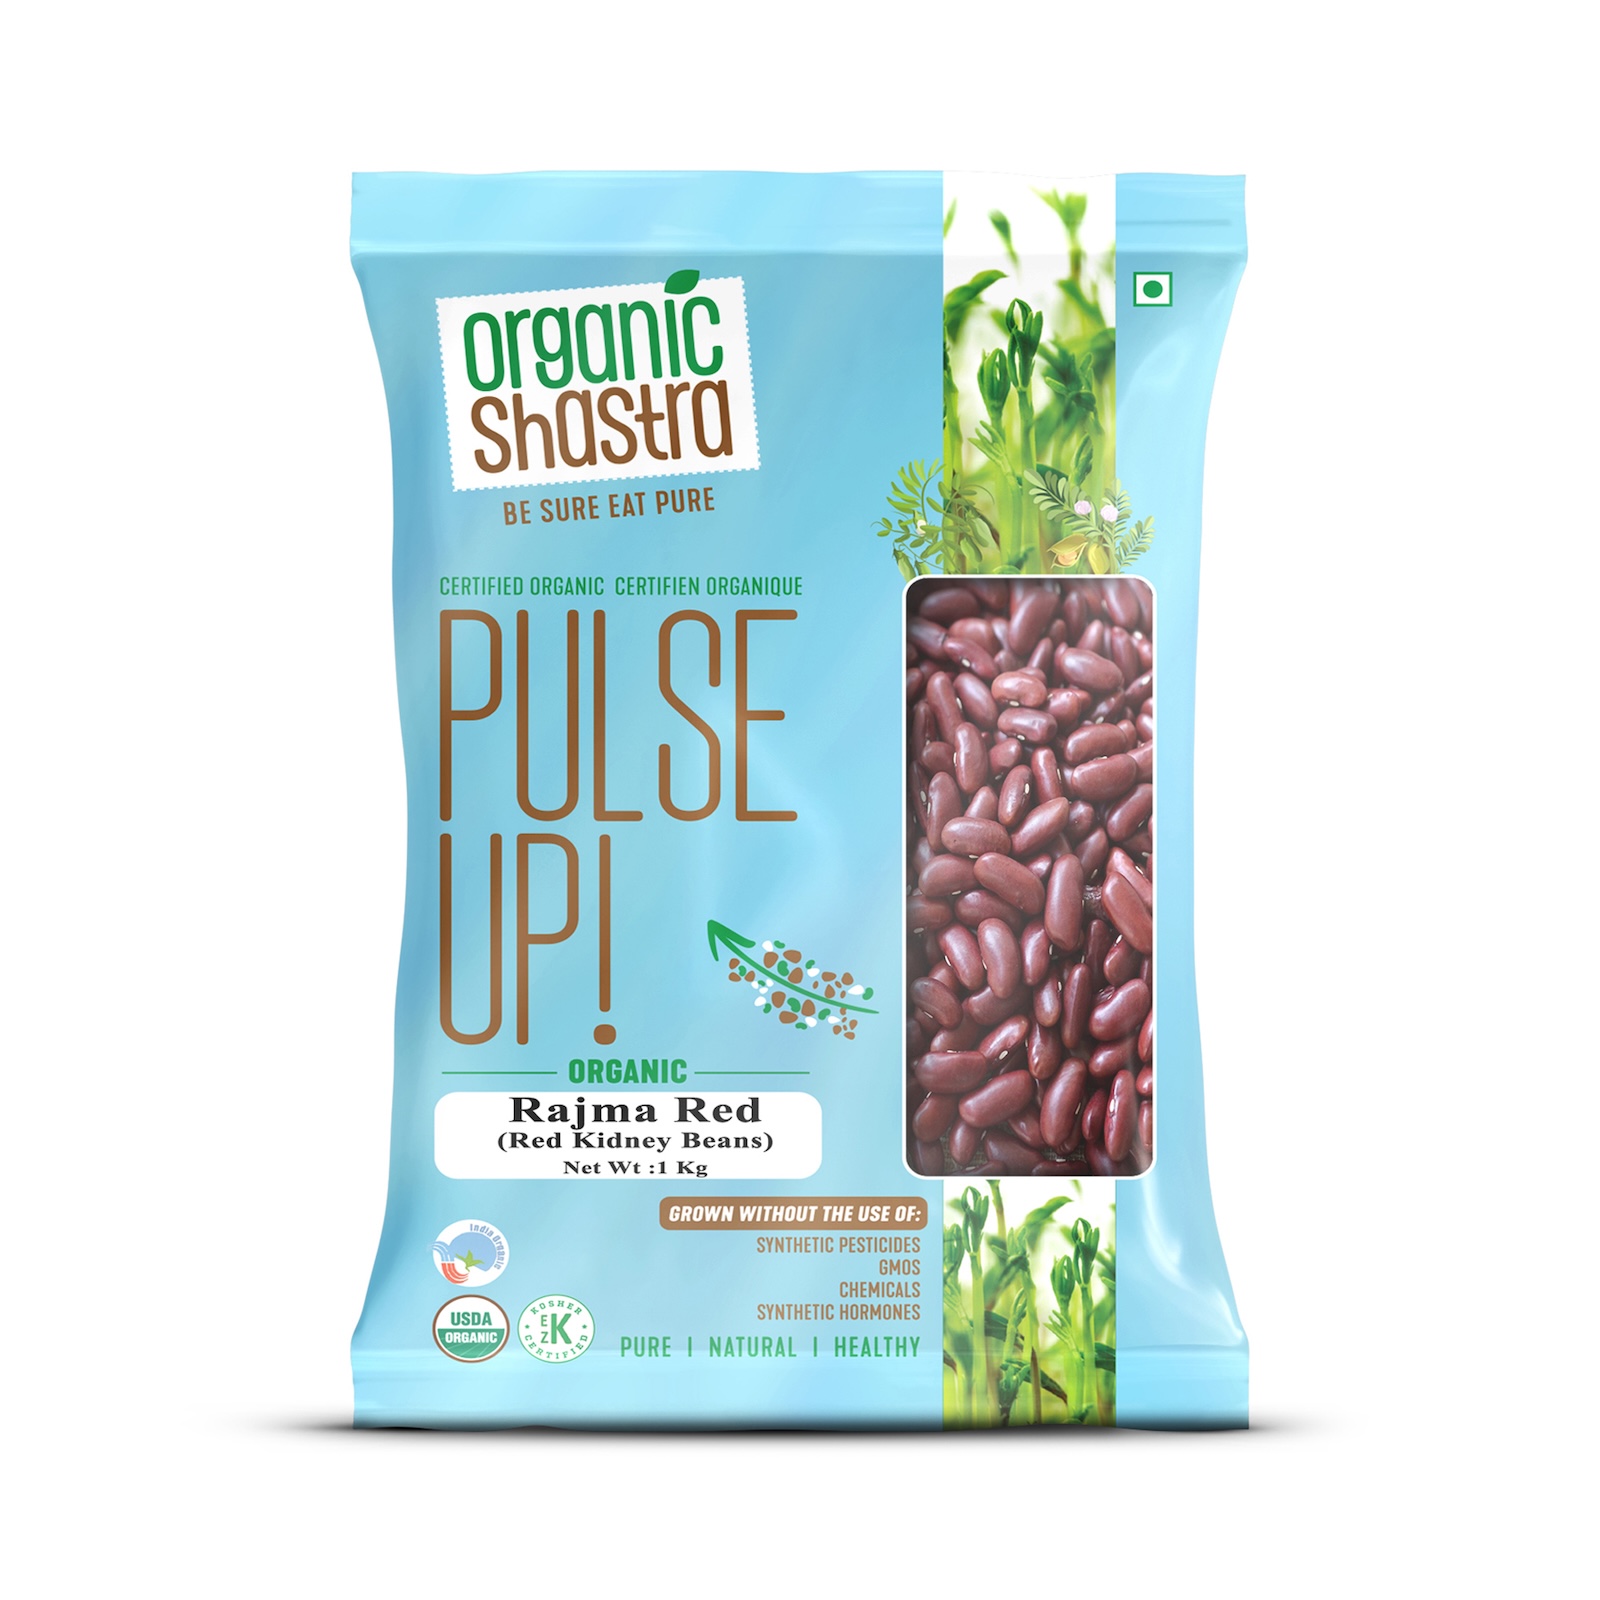 organic
shastra
BE SURE EAT PURE
CERTIFIED ORGANIC CERTIFIEN ORGANIQUE
PULSE
UP!
ORGANIC
Rajma Red
(Red Kidney Beans)
Net Wt :1 Kg
GROWN WITHOUT THE USE OF:
SYNTHETIC PESTICIDES
GMOS
CHEMICALS
SYNTHETIC HORMONES
PURE | NATURAL | HEALTHY
India Organic
USDA
ORGANIC
KOSHER
EZK
CERTIFIED